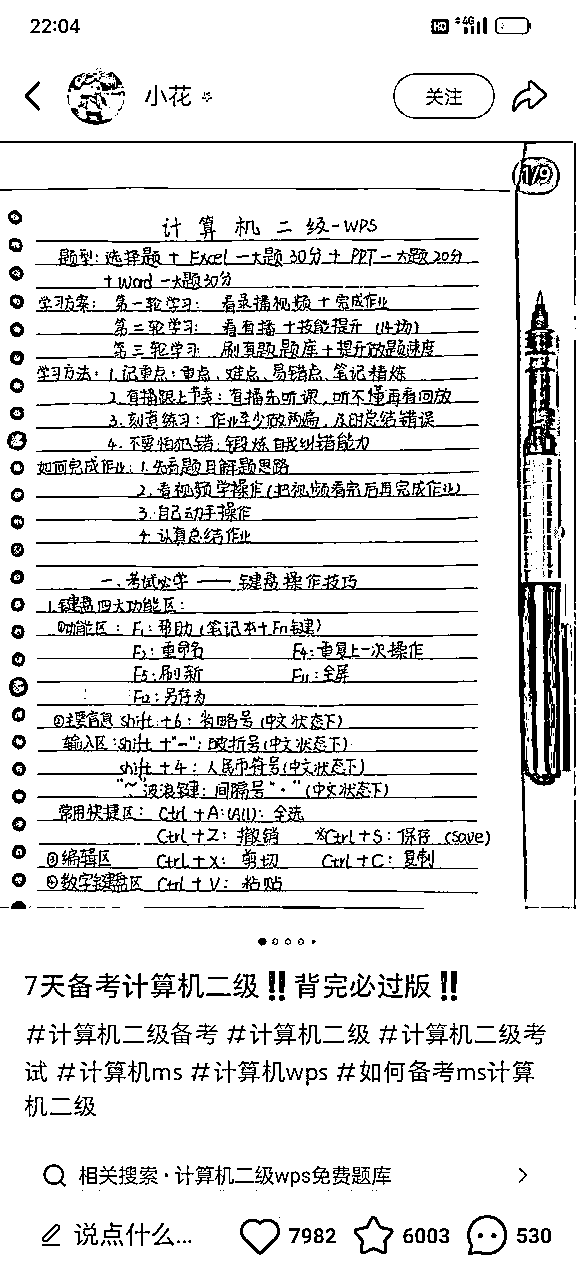 22:04
HD 4G
小花
关注
1/9
计算机二级-WPS
题型: 选择题 + Excel 一大题 30分 + PPT 一大题 20分
+ Word 一大题 30分
学习方案: 第一轮学习: 看录播视频 + 完成作业
第二轮学习: 看直播 + 技能提升 (14场)
第三轮学习: 刷真题题库 + 提升做题速度
学习方法: 1.记重点: 重点、难点、易错点、笔记精炼
2.直播跟上节奏: 直播先听课, 听不懂再看回放
3.刻意练习: 作业至少做两遍, 及时总结错误
4.不要怕犯错: 锻炼自我纠错能力
如何完成作业: 1.先看题目解题思路
2.看视频学操作(把视频看完后再完成作业)
3.自己动手操作
4.认真总结作业
一、考试必学 —— 键盘操作技巧
1.键盘四大功能区:
①功能区: F1: 帮助 (笔记本+Fn键)
F2: 重命名 F4: 重复上一次操作
F5: 刷新 F11: 全屏
F12: 另存为
②主要 shift + 6: 省略号(中文状态下)
输入区: shift + "-": 破折号(中文状态下)
shift + 4: 人民币符号(中文状态下)
"~" 波浪键: 间隔号 "·" (中文状态下)
常用快捷区: Ctrl + A: (All): 全选
Ctrl + Z: 撤销 *Ctrl + S: 保存 (Save)
③编辑区 Ctrl + X: 剪切 Ctrl + C: 复制
④数字键盘区 Ctrl + V: 粘贴
7天备考计算机二级‼️背完必过版‼️
#计算机二级备考 #计算机二级 #计算机二级考
试 #计算机ms #计算机wps #如何备考ms计算
机二级
相关搜索·计算机二级wps免费题库
说点什么... 7982 6003 530